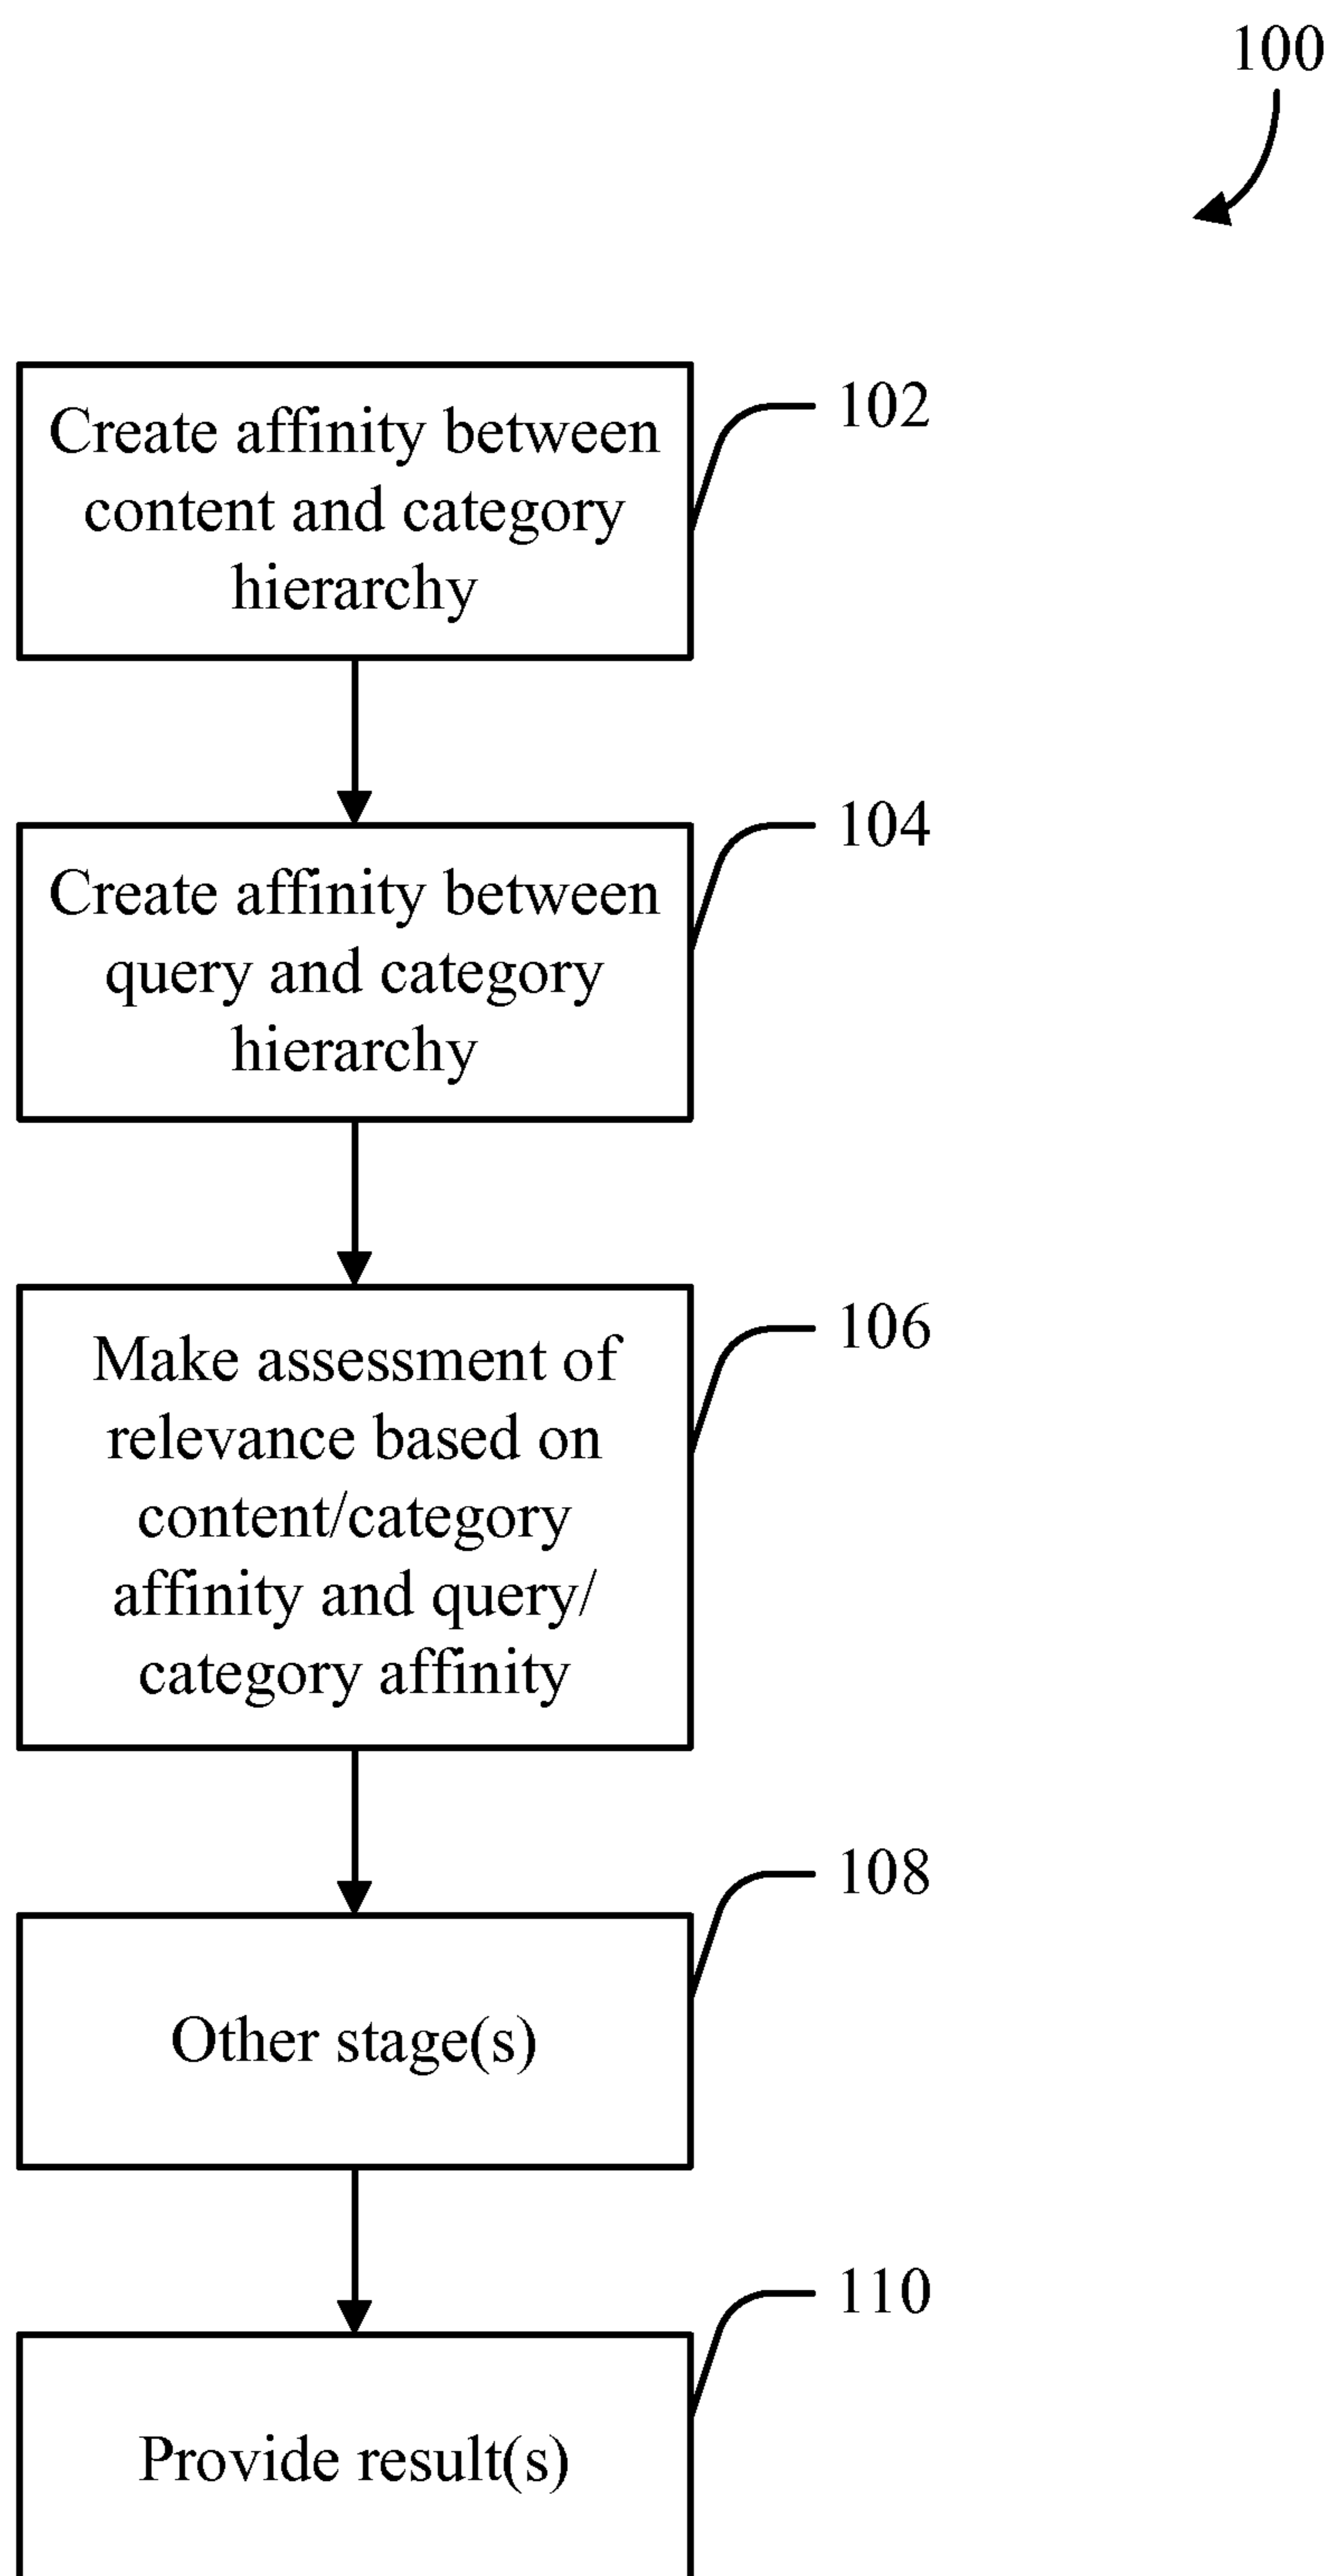 100
Create affinity between
content and category
hierarchy
102
Create affinity between
query and category
hierarchy
104
Make assessment of
relevance based on
content/category
affinity and query/
category affinity
106
Other stage(s)
108
Provide result(s)
110